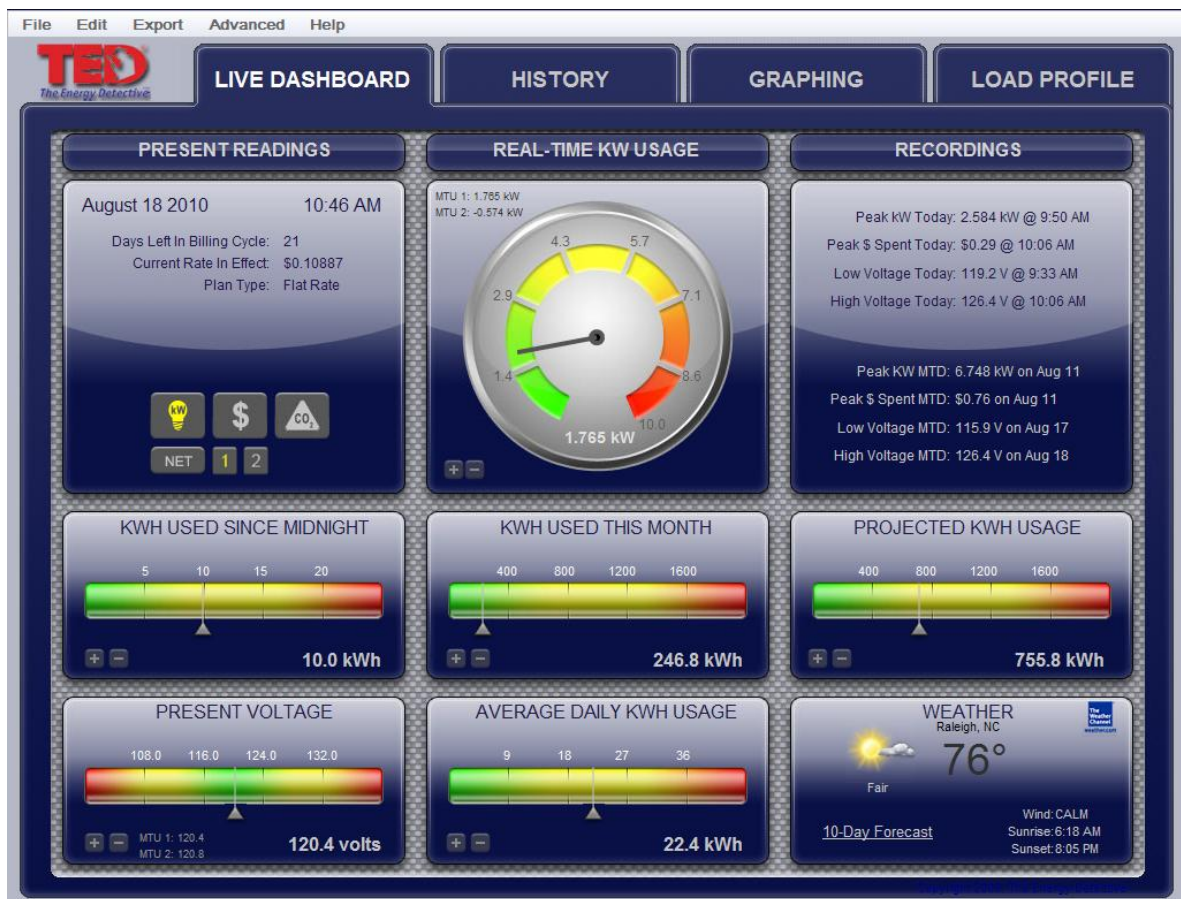 File Edit Export Advanced Help
TED
The Energy Detective
LIVE DASHBOARD
HISTORY
GRAPHING
LOAD PROFILE
PRESENT READINGS
August 18 2010 10:46 AM
Days Left In Billing Cycle: 21
Current Rate In Effect: $0.10887
Plan Type: Flat Rate
kW
$
CO2
NET 1 2
REAL-TIME KW USAGE
MTU 1: 1.765 kW
MTU 2: -0.574 kW
4.3 5.7
2.9 7.1
1.4 8.6
10.0
1.765 kW
+ −
RECORDINGS
Peak kW Today: 2.584 kW @ 9:50 AM
Peak $ Spent Today: $0.29 @ 10:06 AM
Low Voltage Today: 119.2 V @ 9:33 AM
High Voltage Today: 126.4 V @ 10:06 AM
Peak KW MTD: 6.748 kW on Aug 11
Peak $ Spent MTD: $0.76 on Aug 11
Low Voltage MTD: 115.9 V on Aug 17
High Voltage MTD: 126.4 V on Aug 18
KWH USED SINCE MIDNIGHT
5 10 15 20
+ − 10.0 kWh
KWH USED THIS MONTH
400 800 1200 1600
+ − 246.8 kWh
PROJECTED KWH USAGE
400 800 1200 1600
+ − 755.8 kWh
PRESENT VOLTAGE
108.0 116.0 124.0 132.0
+ − MTU 1: 120.4
MTU 2: 120.8
120.4 volts
AVERAGE DAILY KWH USAGE
9 18 27 36
+ − 22.4 kWh
WEATHER
Raleigh, NC
The Weather Channel
weather.com
76°
Fair
10-Day Forecast
Wind: CALM
Sunrise: 6:18 AM
Sunset: 8:05 PM